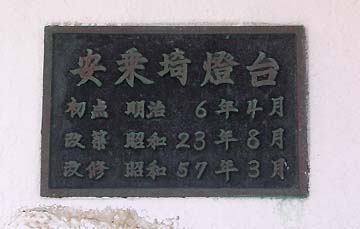 安乗埼燈台
初点 明治 6年4月
改築 昭和23年8月
改修 昭和57年3月